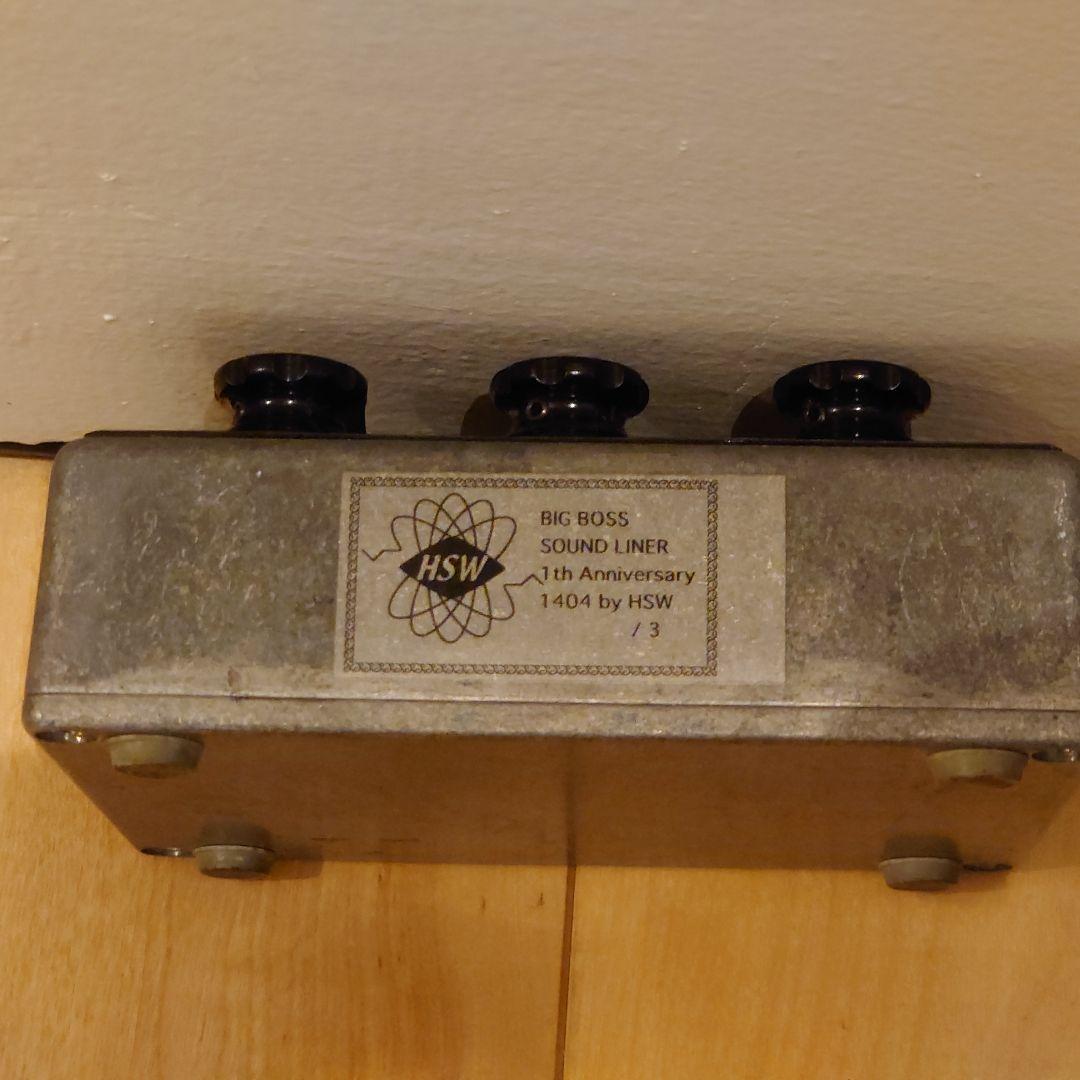 HSW
BIG BOSS
SOUND LINER
1th Anniversary
1404 by HSW
/ 3